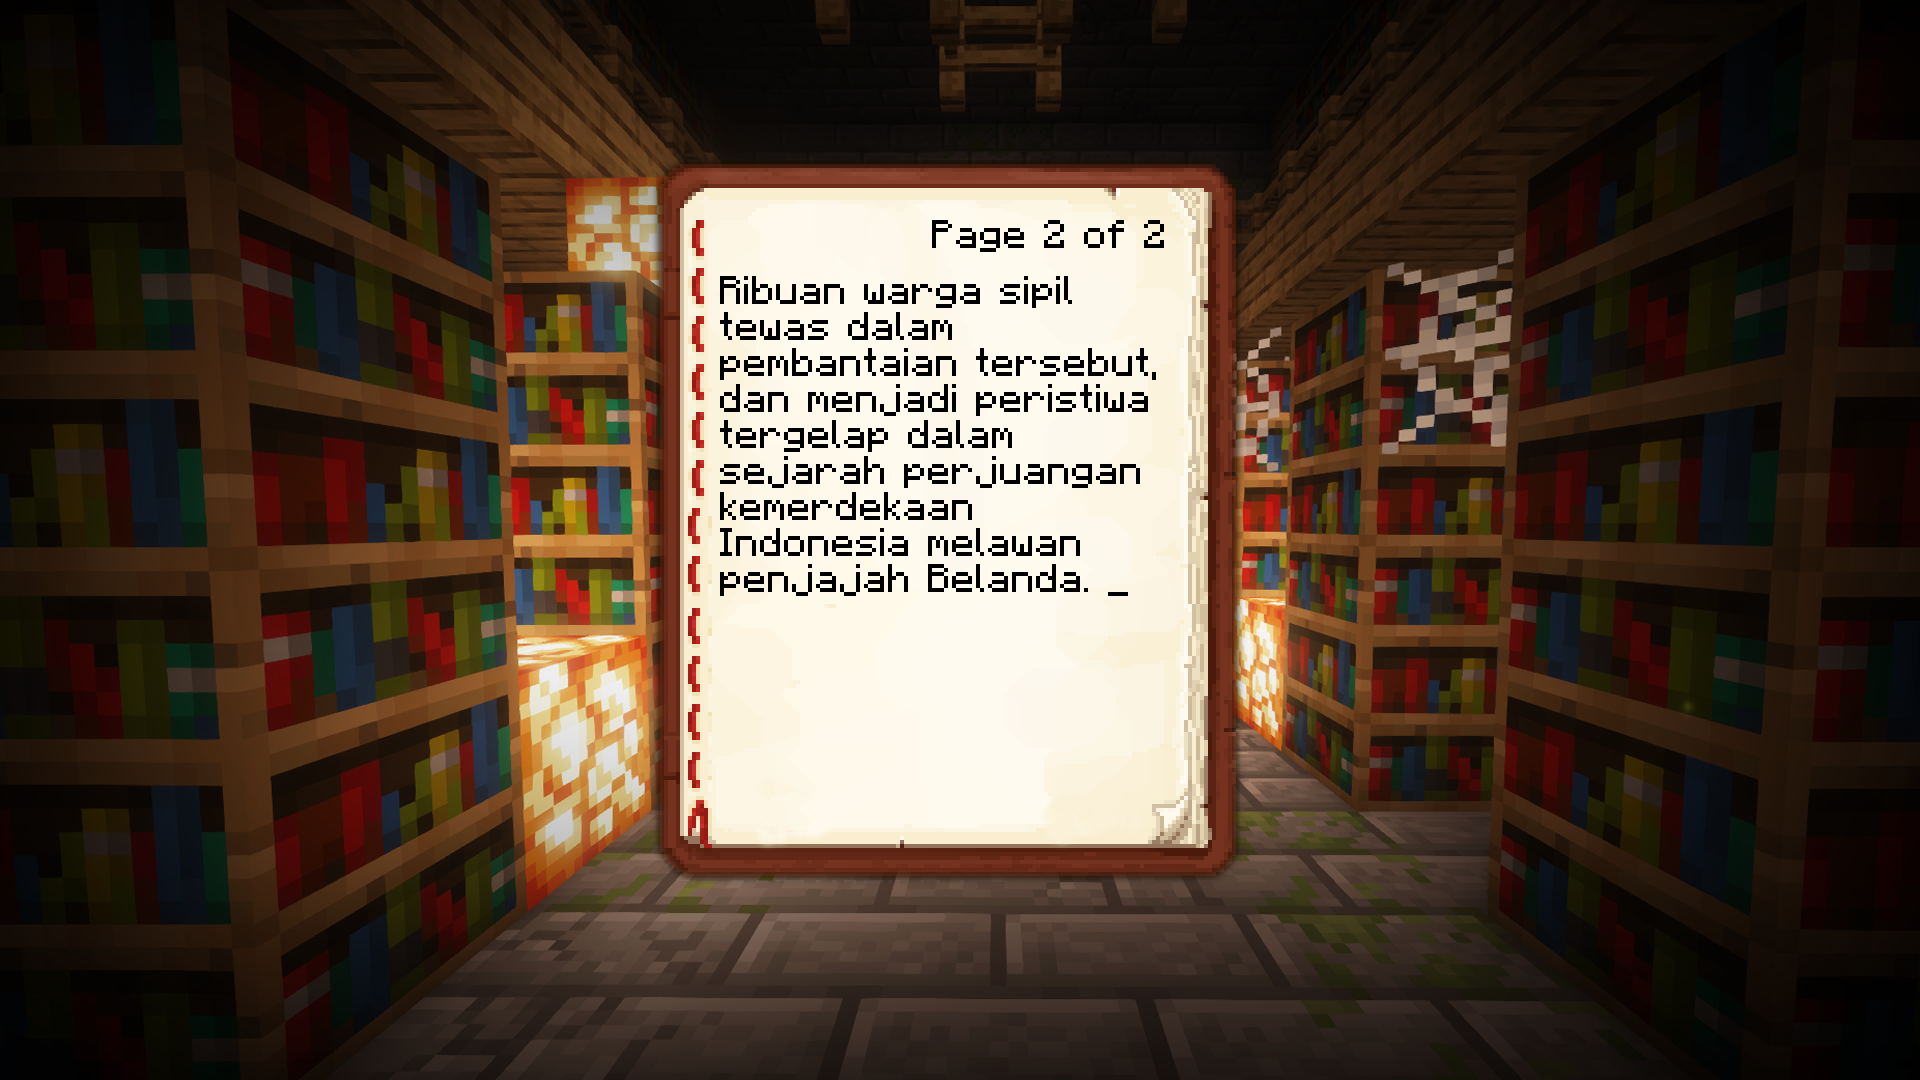 Page 2 of 2
Ribuan warga sipil
tewas dalam
pembantaian tersebut,
dan menjadi peristiwa
tergelap dalam
sejarah perjuangan
kemerdekaan
Indonesia melawan
penjajah Belanda. _